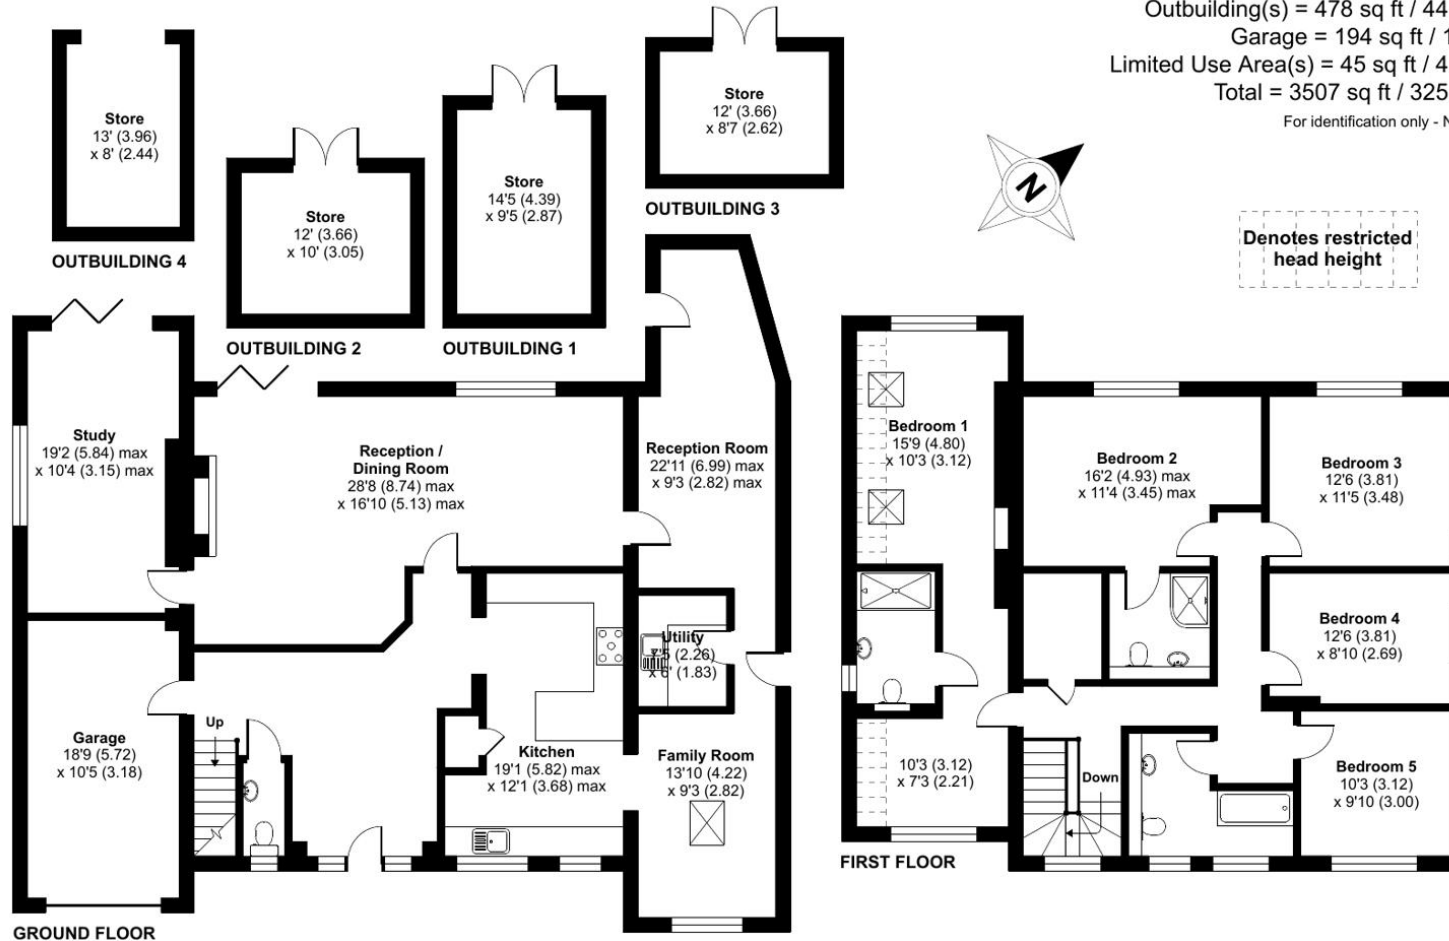 Outbuilding(s) = 478 sq ft / 44
Garage = 194 sq ft / 1
Limited Use Area(s) = 45 sq ft / 4
Total = 3507 sq ft / 325
For identification only - N
N
Denotes restricted
head height
Store
13' (3.96)
x 8' (2.44)
OUTBUILDING 4
Store
12' (3.66)
x 10' (3.05)
OUTBUILDING 2
Store
14'5 (4.39)
x 9'5 (2.87)
OUTBUILDING 1
Store
12' (3.66)
x 8'7 (2.62)
OUTBUILDING 3
Study
19'2 (5.84) max
x 10'4 (3.15) max
Reception /
Dining Room
28'8 (8.74) max
x 16'10 (5.13) max
Reception Room
22'11 (6.99) max
x 9'3 (2.82) max
Utility
7'5 (2.26)
x 6' (1.83)
Garage
18'9 (5.72)
x 10'5 (3.18)
Up
Kitchen
19'1 (5.82) max
x 12'1 (3.68) max
Family Room
13'10 (4.22)
x 9'3 (2.82)
GROUND FLOOR
Bedroom 1
15'9 (4.80)
x 10'3 (3.12)
Bedroom 2
16'2 (4.93) max
x 11'4 (3.45) max
Bedroom 3
12'6 (3.81)
x 11'5 (3.48)
Bedroom 4
12'6 (3.81)
x 8'10 (2.69)
10'3 (3.12)
x 7'3 (2.21)
Down
Bedroom 5
10'3 (3.12)
x 9'10 (3.00)
FIRST FLOOR